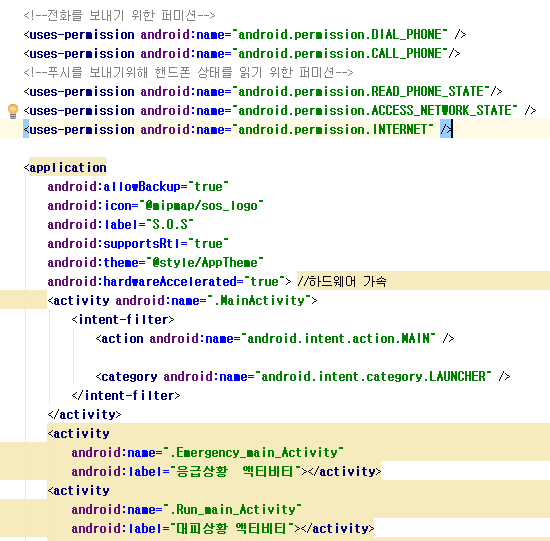 <!--전화를 보내기 위한 퍼미션-->
<uses-permission android:name="android.permission.DIAL_PHONE" />
<uses-permission android:name="android.permission.CALL_PHONE"/>
<!--푸시를 보내기위해 핸드폰 상태를 읽기 위한 퍼미션-->
<uses-permission android:name="android.permission.READ_PHONE_STATE"/>
<uses-permission android:name="android.permission.ACCESS_NETWORK_STATE" />
<uses-permission android:name="android.permission.INTERNET" />
<application
android:allowBackup="true"
android:icon="@mipmap/sos_logo"
android:label="S.O.S"
android:supportsRtl="true"
android:theme="@style/AppTheme"
android:hardwareAccelerated="true"> //하드웨어 가속
<activity android:name=".MainActivity">
<intent-filter>
<action android:name="android.intent.action.MAIN" />
<category android:name="android.intent.category.LAUNCHER" />
</intent-filter>
</activity>
<activity
android:name=".Emergency_main_Activity"
android:label="응급상황  액티비티"></activity>
<activity
android:name=".Run_main_Activity"
android:label="대피상황 액티비티"></activity>